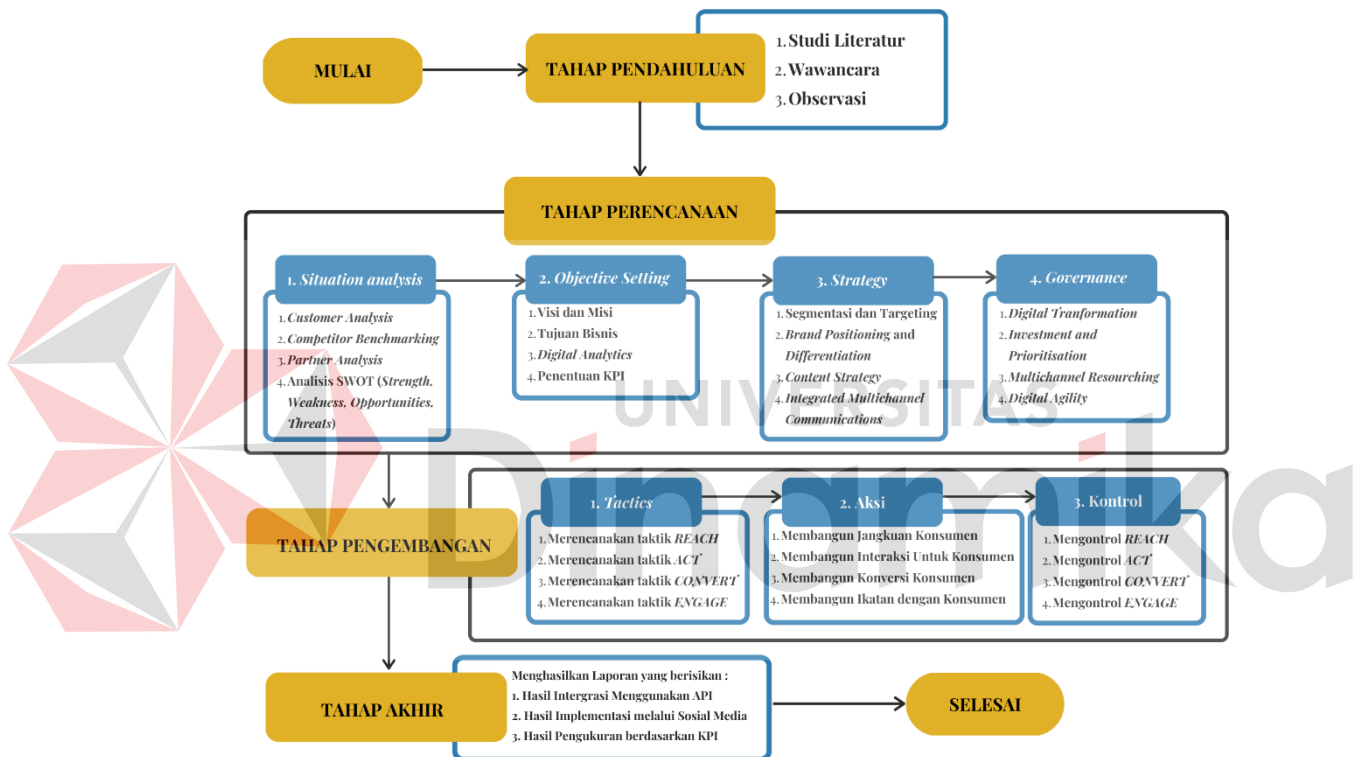 MULAI
TAHAP PENDAHULUAN
1. Studi Literatur
2. Wawancara
3. Observasi
TAHAP PERENCANAAN
1. Situation analysis
1. Customer Analysis
2. Competitor Benchmarking
3. Partner Analysis
4. Analisis SWOT (Strength,
Weakness, Opportunities,
Threats)
2. Objective Setting
1. Visi dan Misi
2. Tujuan Bisnis
3. Digital Analytics
4. Penentuan KPI
3. Strategy
1. Segmentasi dan Targeting
2. Brand Positioning and
Differentiation
3. Content Strategy
4. Integrated Multichannel
Communications
4. Governance
1. Digital Tranformation
2. Investment and
Prioritisation
3. Multichannel Resourching
4. Digital Agility
UNIVERSITAS
Dinamika
TAHAP PENGEMBANGAN
1. Tactics
1. Merencanakan taktik REACH
2. Merencanakan taktik ACT
3. Merencanakan taktik CONVERT
4. Merencanakan taktik ENGAGE
2. Aksi
1. Membangun Jangkuan Konsumen
2. Membangun Interaksi Untuk Konsumen
3. Membangun Konversi Konsumen
4. Membangun Ikatan dengan Konsumen
3. Kontrol
1. Mengontrol REACH
2. Mengontrol ACT
3. Mengontrol CONVERT
4. Mengontrol ENGAGE
TAHAP AKHIR
Menghasilkan Laporan yang berisikan :
1. Hasil Intergrasi Menggunakan API
2. Hasil Implementasi melalui Sosial Media
3. Hasil Pengukuran berdasarkan KPI
SELESAI